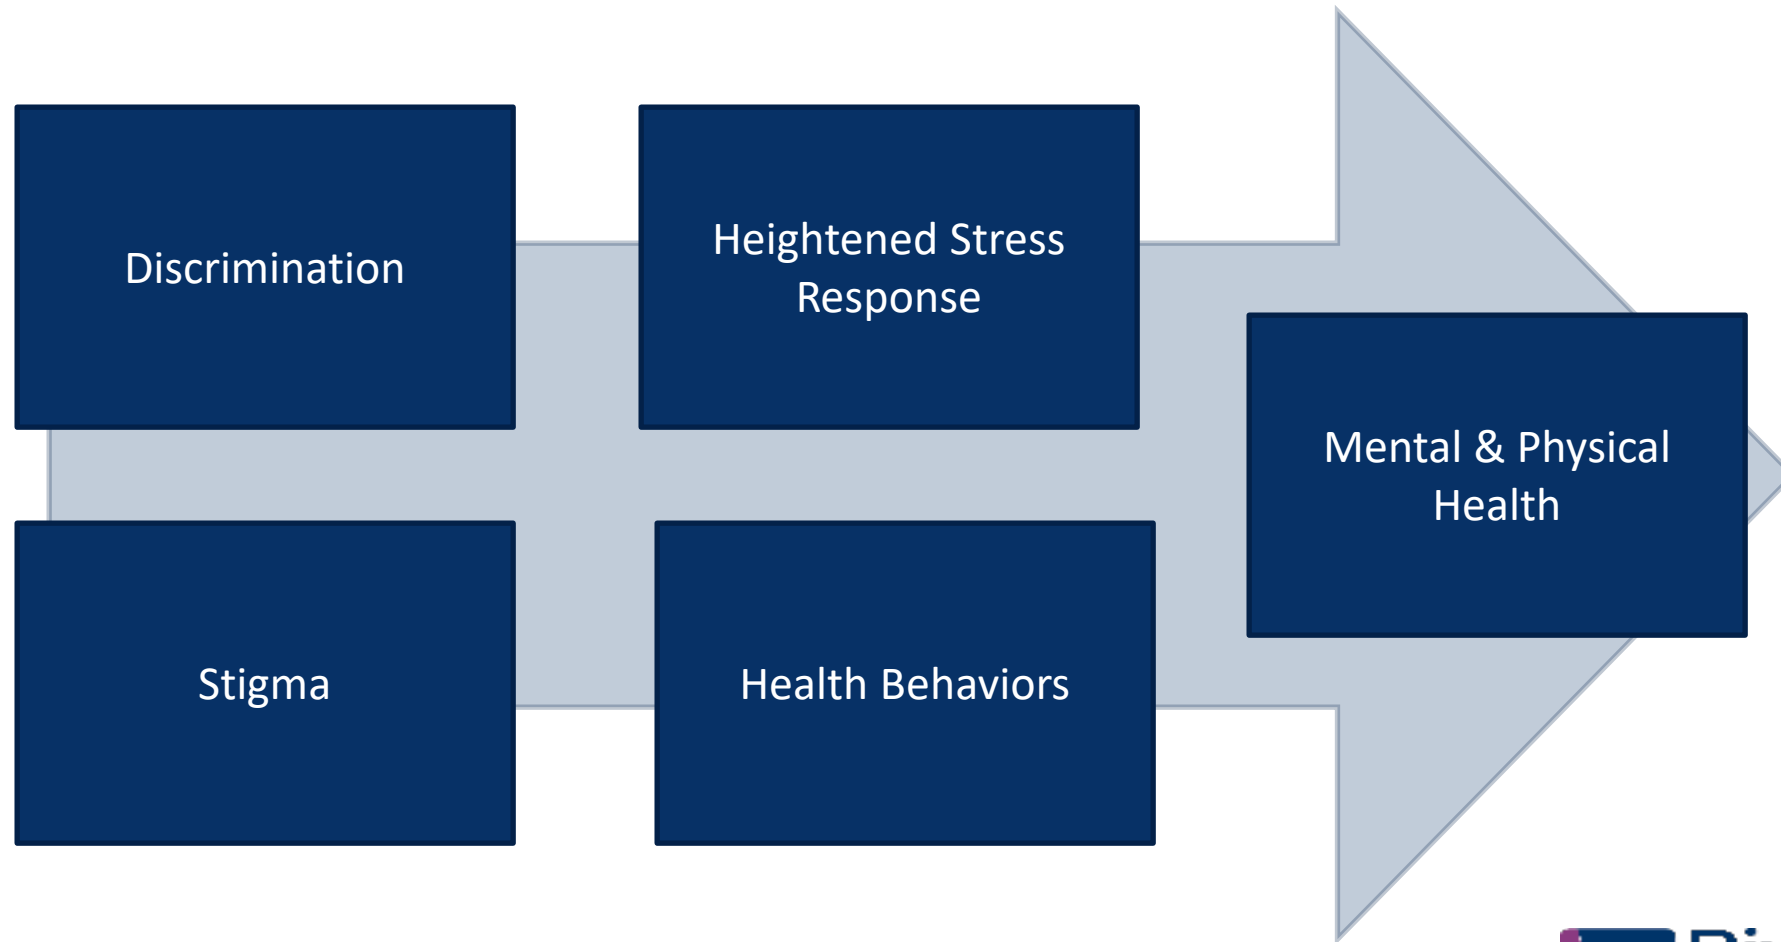 Discrimination
Heightened Stress
Response
Mental & Physical
Health
Stigma
Health Behaviors